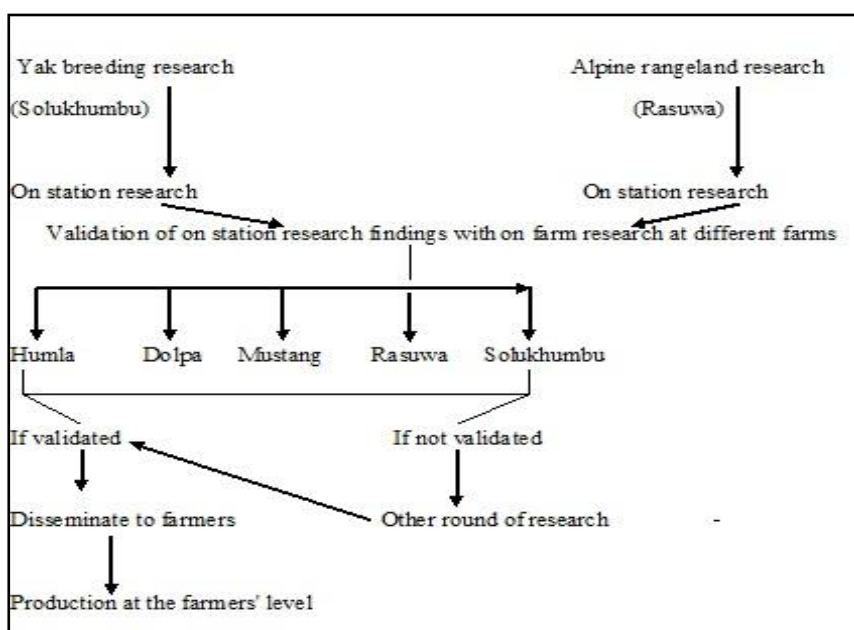 Yak breeding research
Alpine rangeland research
(Solukhumbu)
(Rasuwa)
On station research
On station research
Validation of on station research findings with on farm research at different farms
Humla
Dolpa
Mustang
Rasuwa
Solukhumbu
If validated
If not validated
Disseminate to farmers
Other round of research
-
Production at the farmers' level